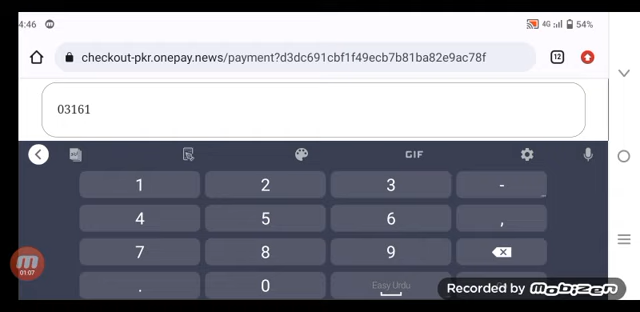 4:46 4G 54%
checkout-pkr.onepay.news/payment?d3dc691cbf1f49ecb7b81ba82e9ac78f 12
03161
GIF
1 2 3 -
4 5 6 ,
7 8 9
. 0 Easy Urdu
01:07
Recorded by Mobizen